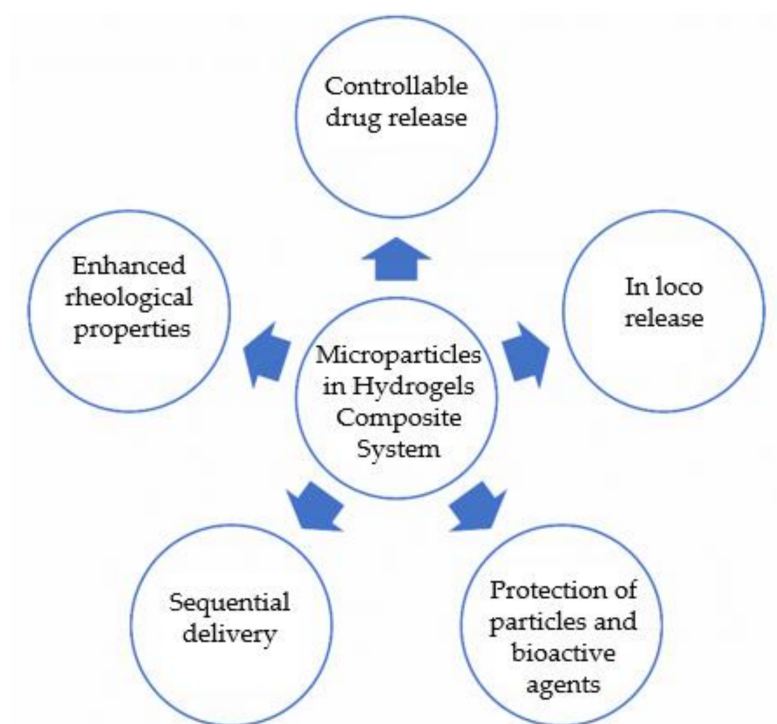 Controllable
drug release
Enhanced
rheological
properties
In loco
release
Microparticles
in Hydrogels
Composite
System
Sequential
delivery
Protection of
particles and
bioactive
agents